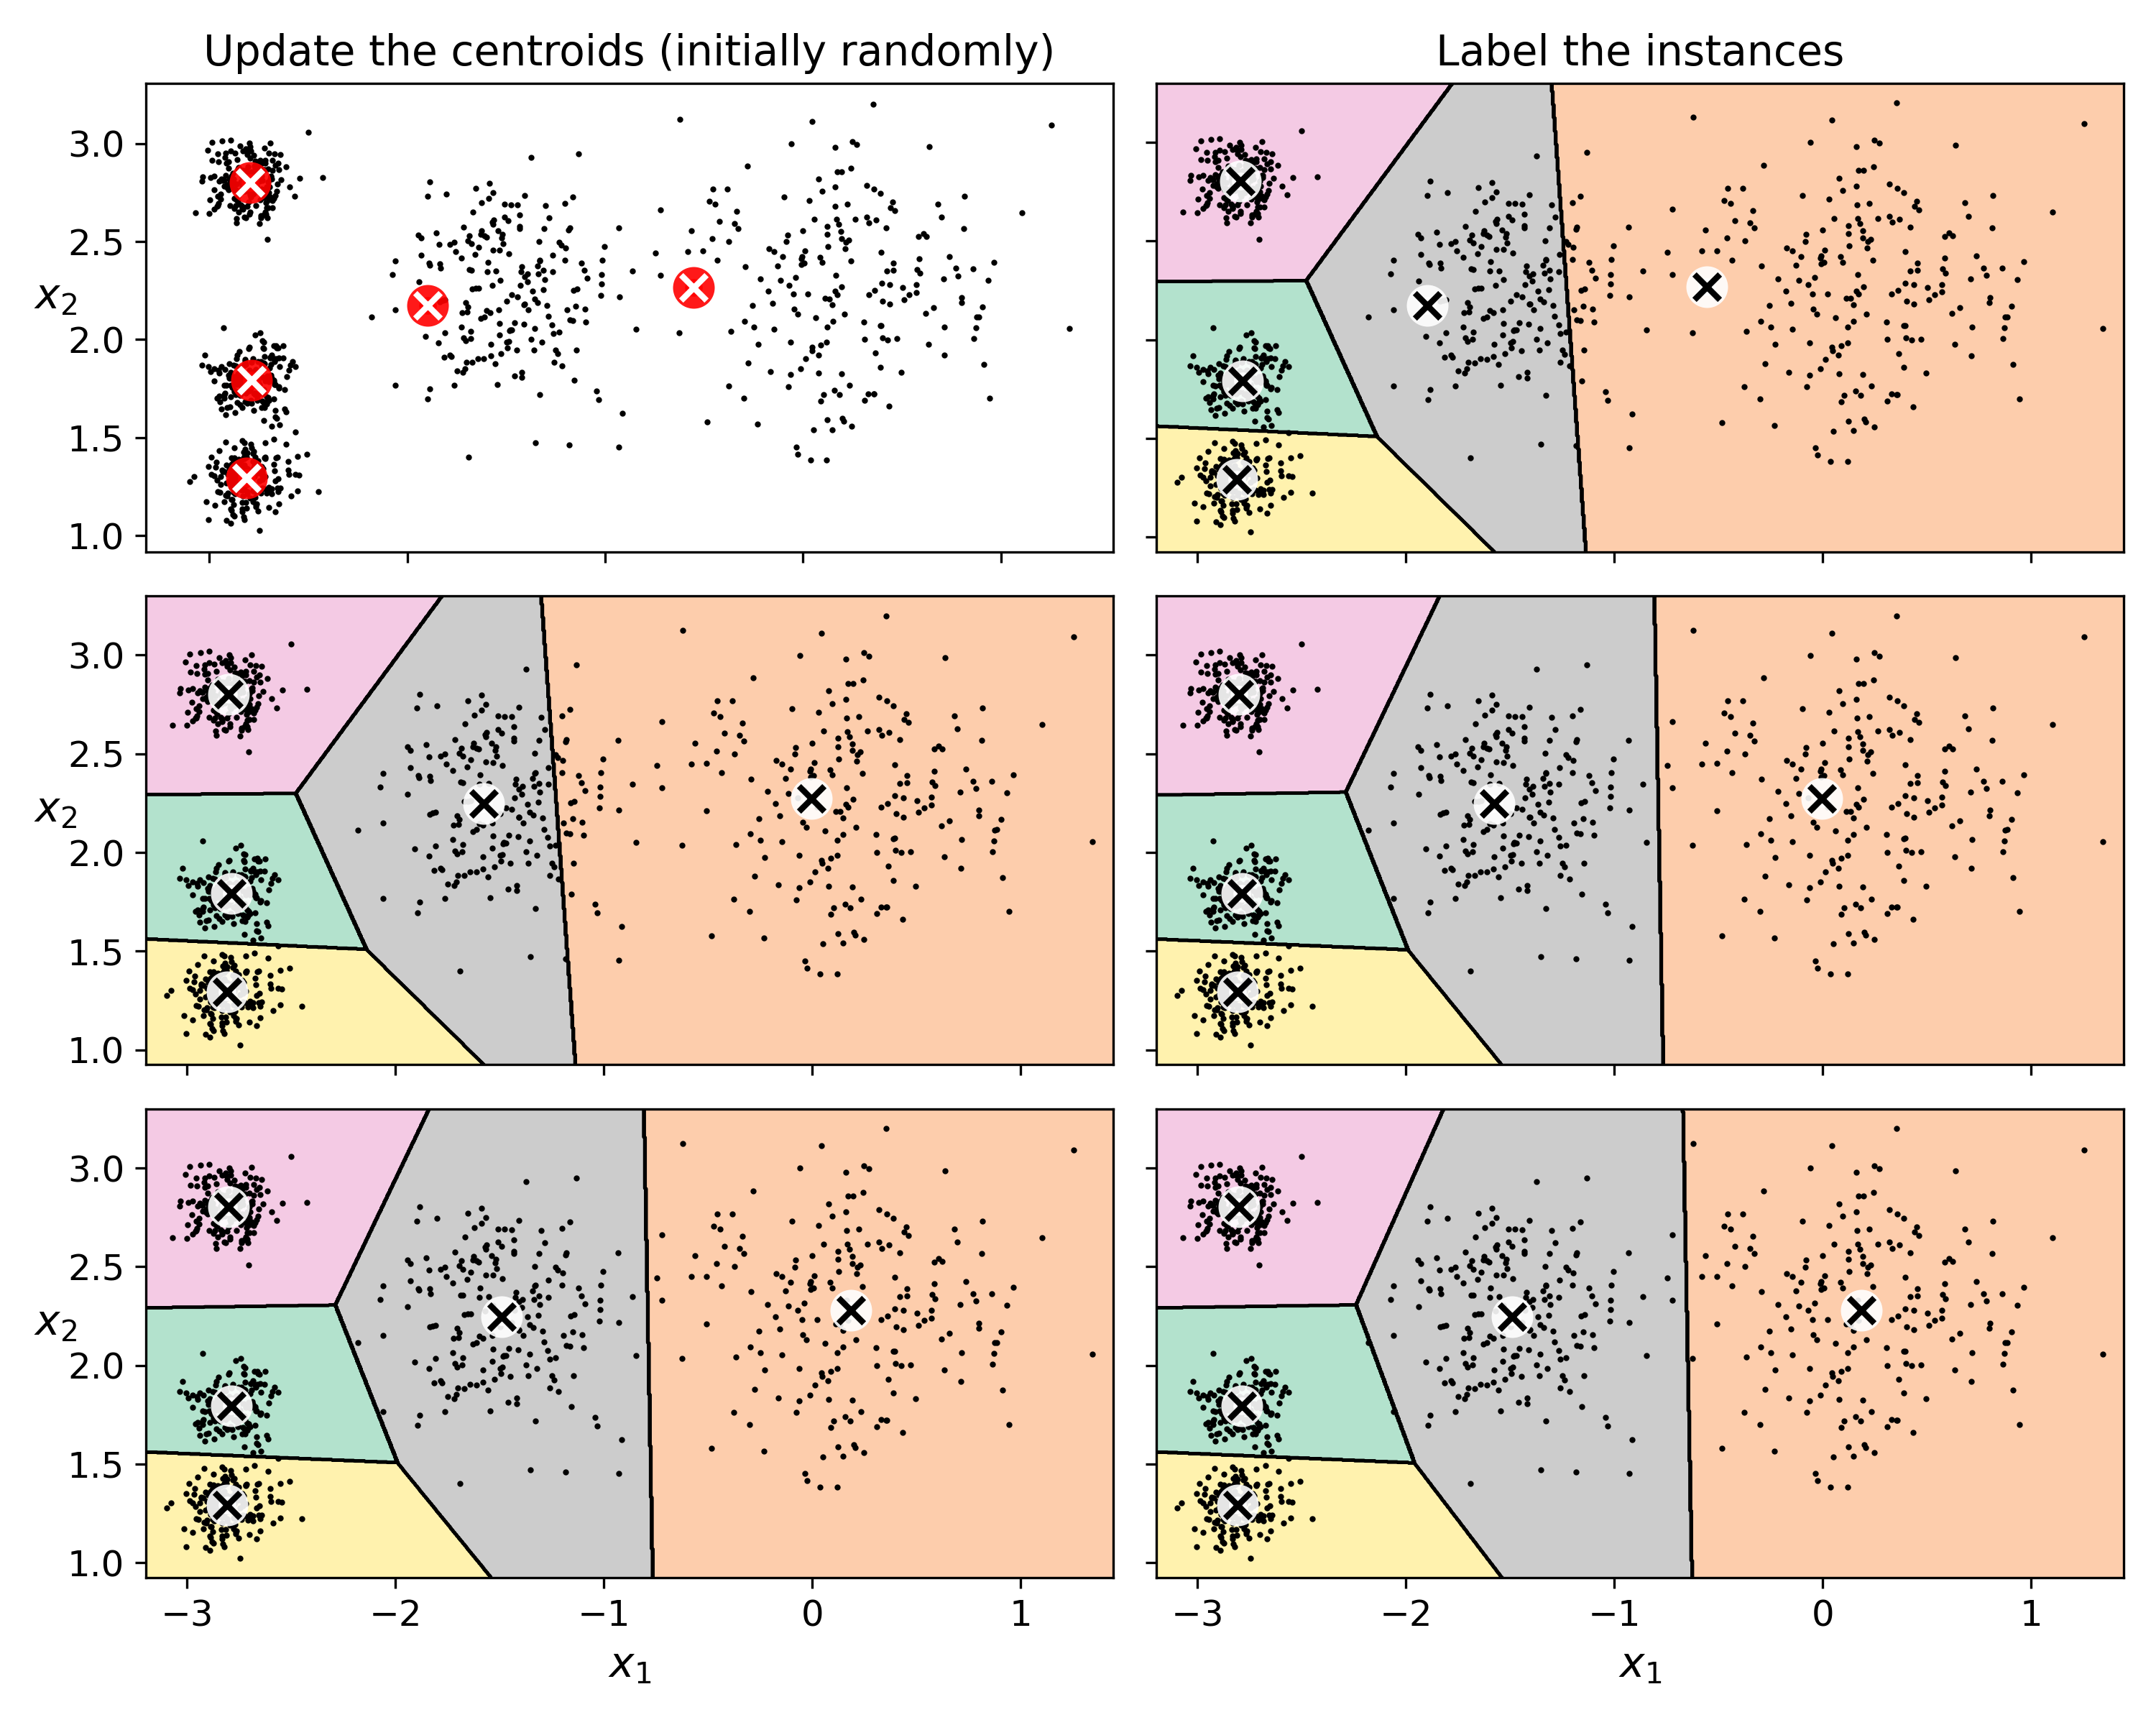 Update the centroids (initially randomly)
Label the instances
3.0
2.5
x₂
2.0
1.5
1.0
3.0
2.5
x₂
2.0
1.5
1.0
3.0
2.5
x₂
2.0
1.5
1.0
−3 −2 −1 0 1
−3 −2 −1 0 1
x₁
x₁